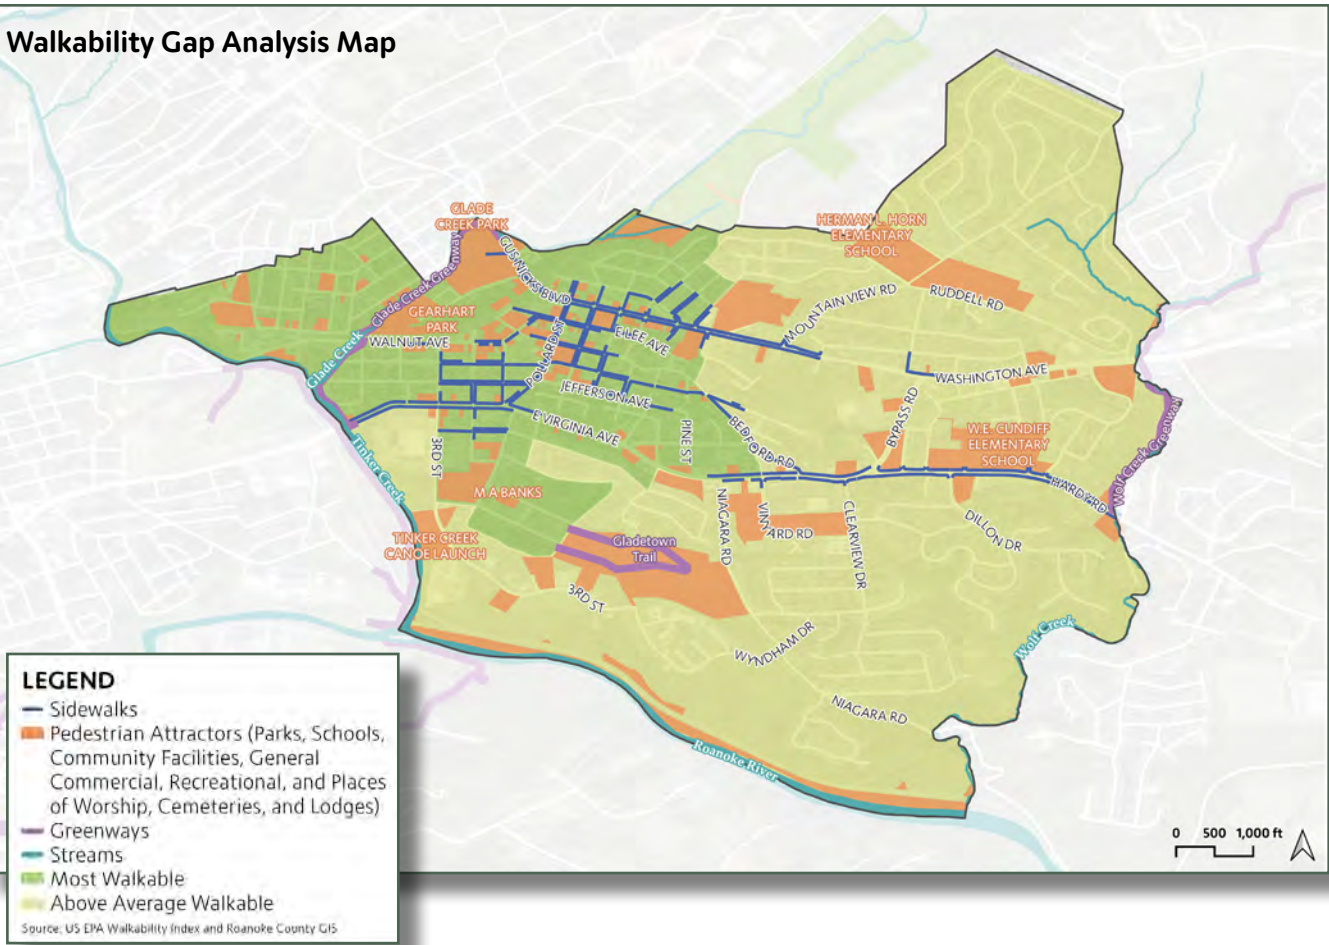 Walkability Gap Analysis Map
GLADE
CREEK PARK
HERMAN L. HORN
ELEMENTARY
SCHOOL
GUS NICKS BLVD
Glade Creek Greenway
RUDDELL RD
MOUNTAIN VIEW RD
GEARHART
PARK
WALNUT AVE
E LEE AVE
POLLARD ST
Glade Creek
WASHINGTON AVE
JEFFERSON AVE
BYPASS RD
E VIRGINIA AVE
PINE ST
BEDFORD RD
W.E. CUNDIFF
ELEMENTARY
SCHOOL
Wolf Creek Greenway
3RD ST
Tinker Creek
M A BANKS
HARDY RD
NIAGARA RD
VINYARD RD
CLEARVIEW DR
DILLON DR
TINKER CREEK
CANOE LAUNCH
Gladetown
Trail
3RD ST
WYNDHAM DR
Wolf Creek
NIAGARA RD
Roanoke River
LEGEND
Sidewalks
Pedestrian Attractors (Parks, Schools,
Community Facilities, General
Commercial, Recreational, and Places
of Worship, Cemeteries, and Lodges)
Greenways
Streams
Most Walkable
Above Average Walkable
Source: US EPA Walkability Index and Roanoke County GIS
0 500 1,000 ft